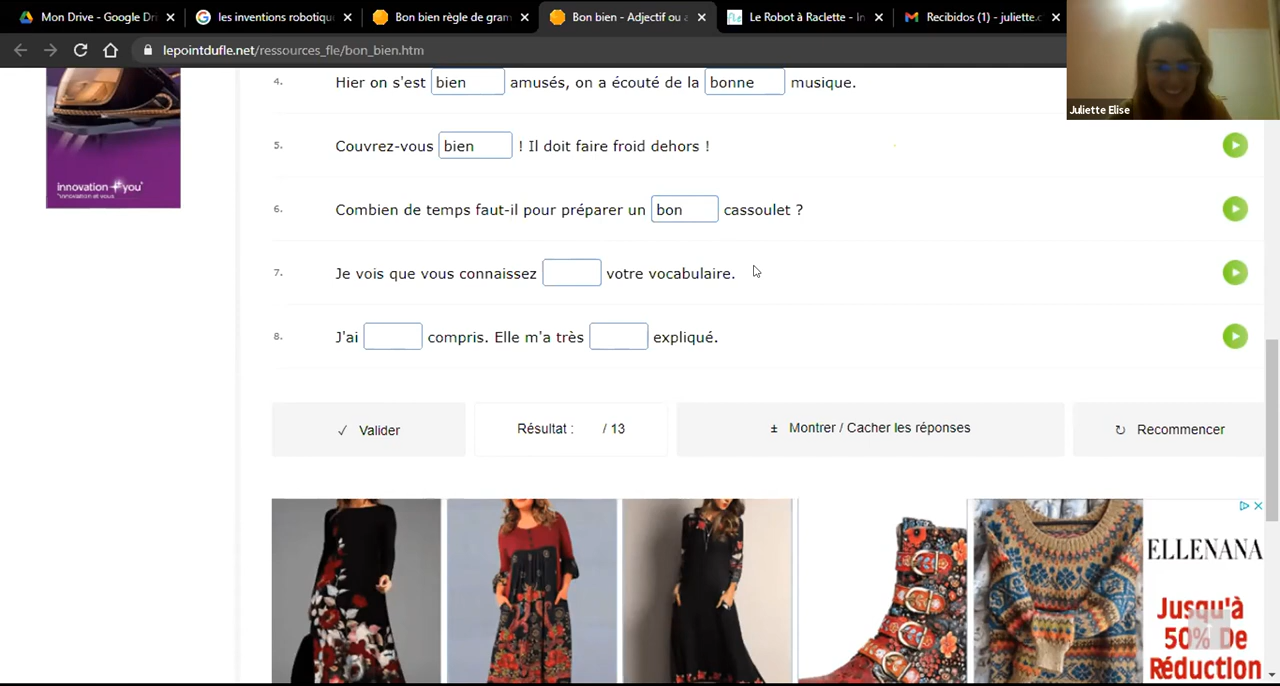 Mon Drive - Google Dri
les inventions robotiqu
Bon bien règle de gram
Bon bien - Adjectif ou a
Le Robot à Raclette - In
Recibidos (1) - juliette.c
lepointdufle.net/ressources_fle/bon_bien.htm
Juliette Elise
4. Hier on s'est bien amusés, on a écouté de la bonne musique.
5. Couvrez-vous bien ! Il doit faire froid dehors !
innovation + you
6. Combien de temps faut-il pour préparer un bon cassoulet ?
7. Je vois que vous connaissez votre vocabulaire.
8. J'ai compris. Elle m'a très expliqué.
✓ Valider
Résultat : / 13
± Montrer / Cacher les réponses
↻ Recommencer
ELLENANA
Jusqu'à
50% De
Réduction